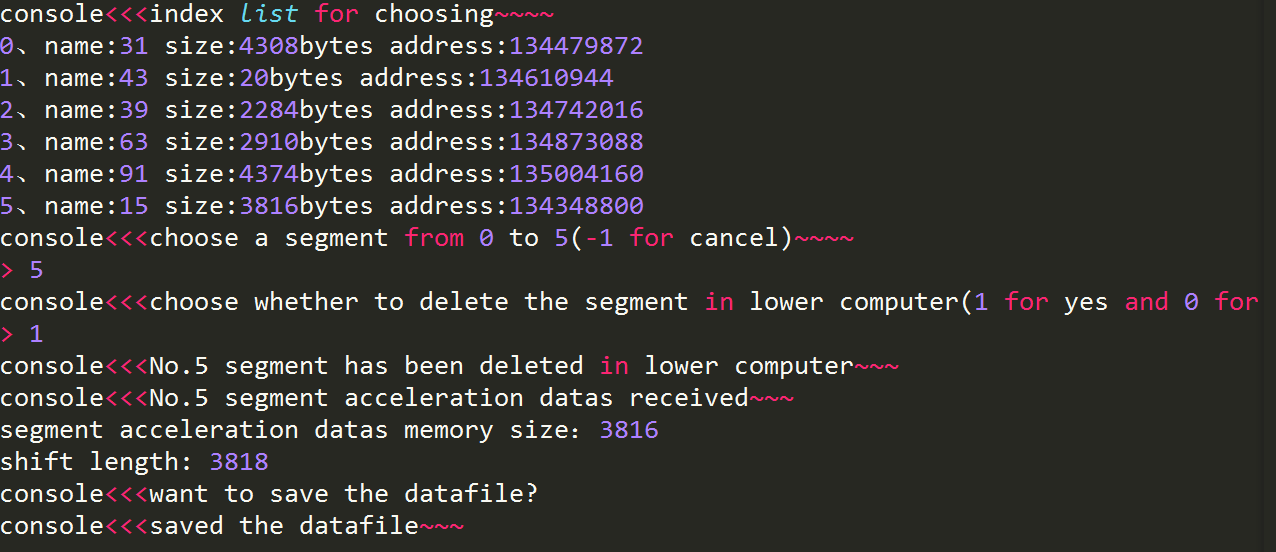 console<<<index list for choosing~~~~
0、name:31 size:4308bytes address:134479872
1、name:43 size:20bytes address:134610944
2、name:39 size:2284bytes address:134742016
3、name:63 size:2910bytes address:134873088
4、name:91 size:4374bytes address:135004160
5、name:15 size:3816bytes address:134348800
console<<<choose a segment from 0 to 5(-1 for cancel)~~~~
> 5
console<<<choose whether to delete the segment in lower computer(1 for yes and 0 for
> 1
console<<<No.5 segment has been deleted in lower computer~~~
console<<<No.5 segment acceleration datas received~~~
segment acceleration datas memory size：3816
shift length: 3818
console<<<want to save the datafile?
console<<<saved the datafile~~~